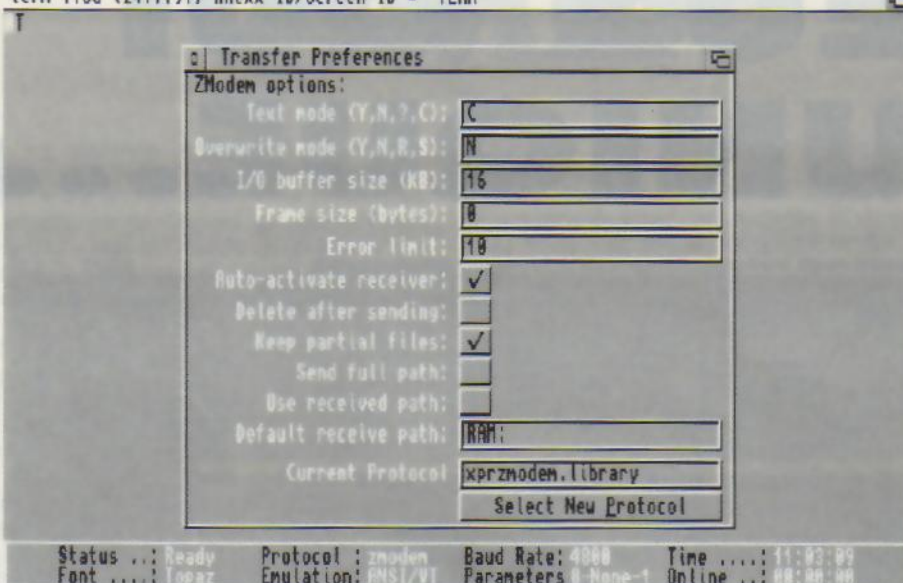 T
Transfer Preferences
ZModem options:
Text mode (Y,N,?,C): C
Overwrite mode (Y,N,R,S): N
I/O buffer size (KB): 16
Frame size (bytes): 0
Error limit: 10
Auto-activate receiver: ✓
Delete after sending:
Keep partial files: ✓
Send full path:
Use received path:
Default receive path: RAM:
Current Protocol xprzmodem.library
Select New Protocol
Status ..: Ready Protocol : zmodem Baud Rate: 4800 Time ....: 11:03:09
Font ....: Topaz Emulation: ANSI/VT Parameters 8-None-1 Online ..: 00:00:00